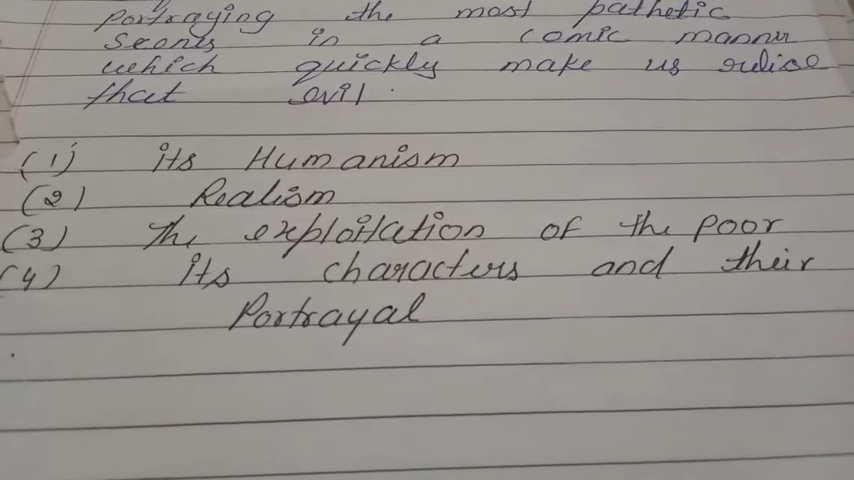 portraying the most pathetic
scenes in a comic manner
which quickly make us relise
that evil.
(1) its Humanism
(2) Realism
(3) The exploitation of the poor
(4) its characters and their
Portrayal